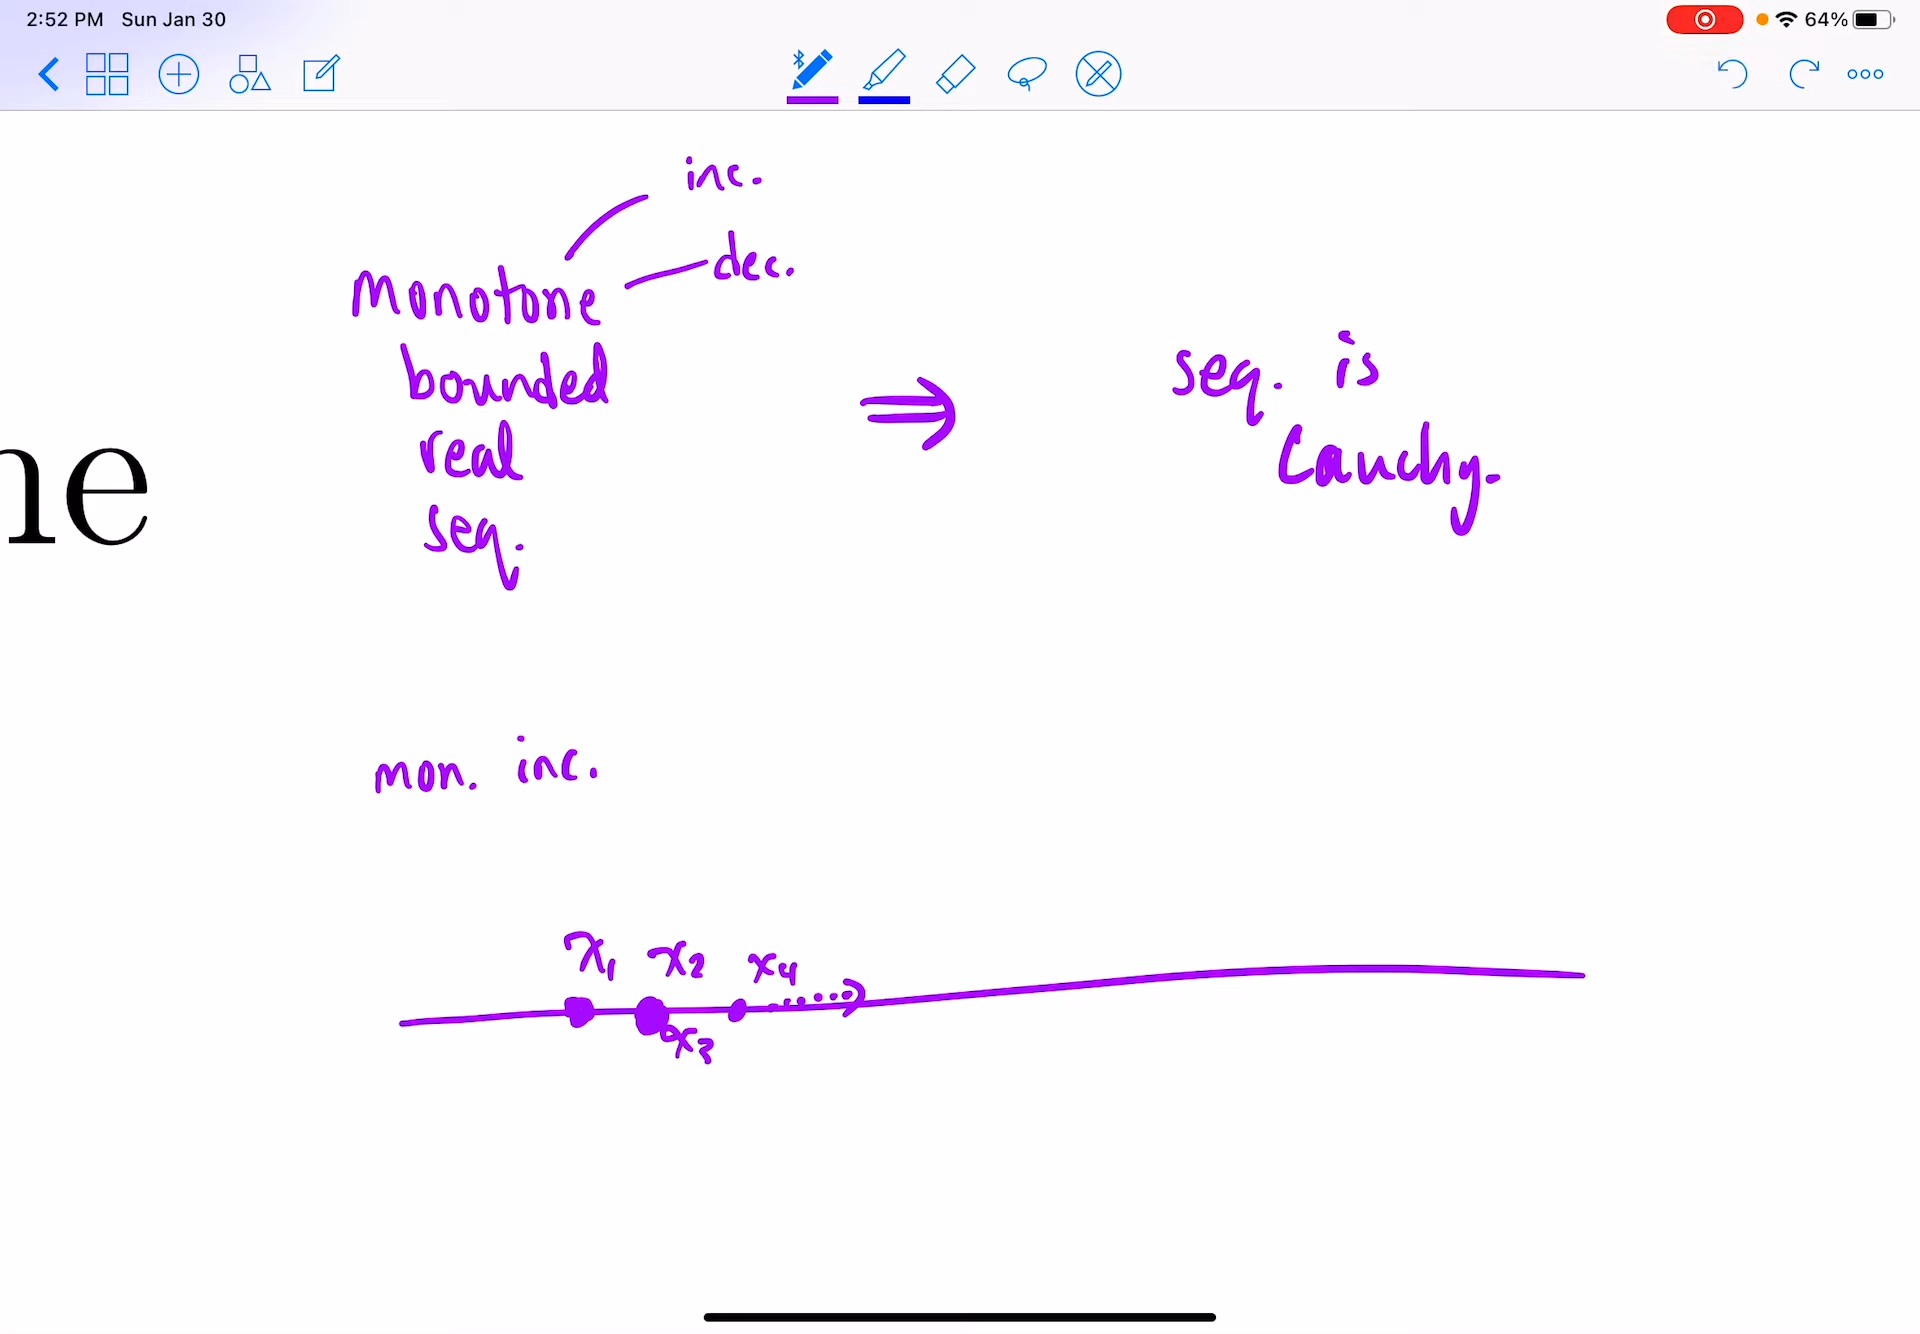 2:52 PM Sun Jan 30
64%
inc.
dec.
Monotone
bounded
real
seq.
⇒
seq. is
Cauchy.
ne
mon. inc.
x₁ x₂ x₄
x₃